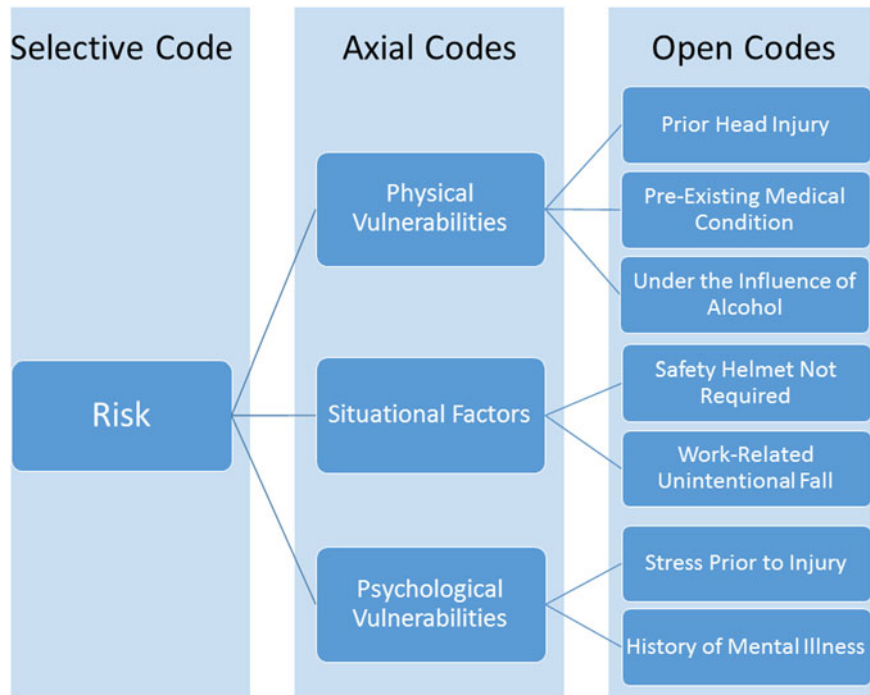 Selective Code
Axial Codes
Open Codes
Risk
Physical
Vulnerabilities
Situational Factors
Psychological
Vulnerabilities
Prior Head Injury
Pre-Existing Medical
Condition
Under the Influence of
Alcohol
Safety Helmet Not
Required
Work-Related
Unintentional Fall
Stress Prior to Injury
History of Mental Illness